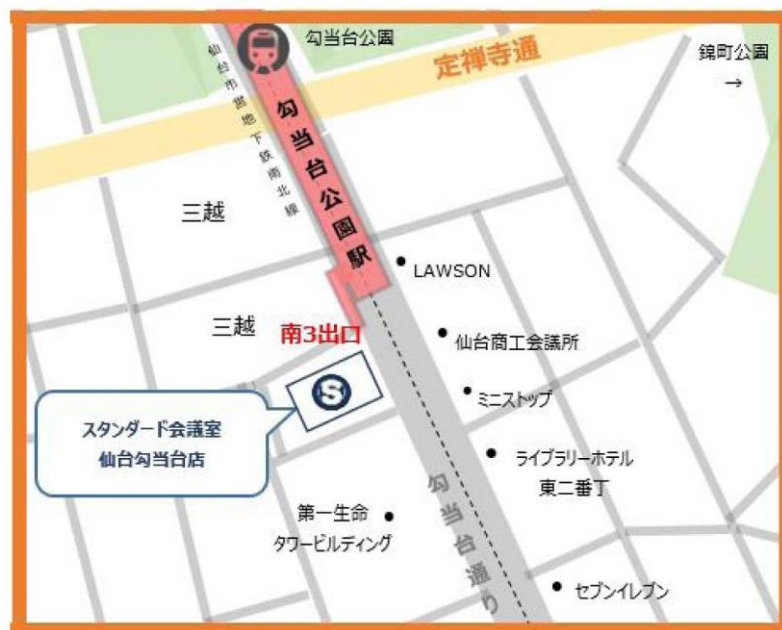 勾当台公園
定禅寺通
錦町公園
→
仙台市営地下鉄南北線
勾当台公園駅
三越
LAWSON
三越
南3出口
仙台商工会議所
S
ミニストップ
スタンダード会議室
仙台勾当台店
ライブラリーホテル
東二番丁
勾当台通り
第一生命
タワービルディング
セブンイレブン